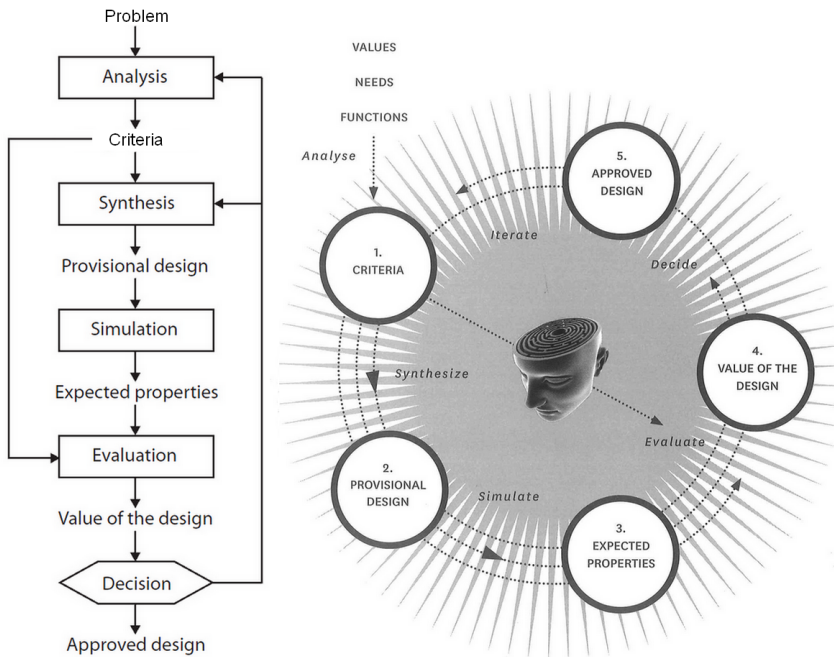 Problem
Analysis
Criteria
Synthesis
Provisional design
Simulation
Expected properties
Evaluation
Value of the design
Decision
Approved design
VALUES
NEEDS
FUNCTIONS
Analyse
1.
CRITERIA
Synthesize
2.
PROVISIONAL
DESIGN
Simulate
3.
EXPECTED
PROPERTIES
Evaluate
4.
VALUE OF THE
DESIGN
Decide
5.
APPROVED
DESIGN
Iterate